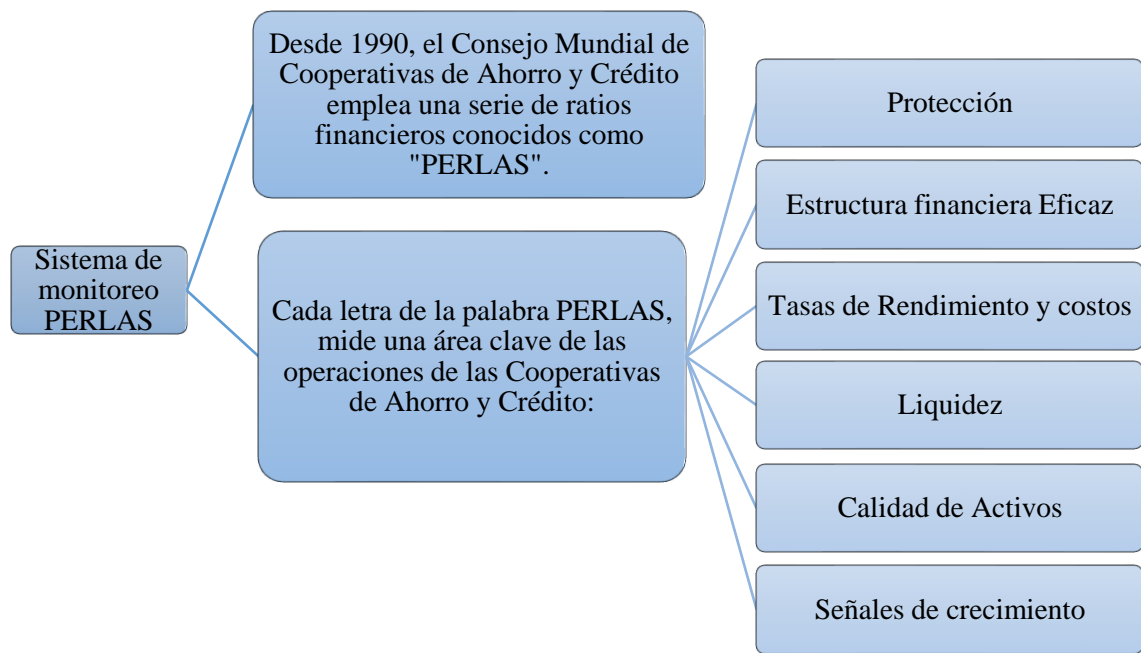 Sistema de
monitoreo
PERLAS
Desde 1990, el Consejo Mundial de
Cooperativas de Ahorro y Crédito
emplea una serie de ratios
financieros conocidos como
"PERLAS".
Cada letra de la palabra PERLAS,
mide una área clave de las
operaciones de las Cooperativas
de Ahorro y Crédito:
Protección
Estructura financiera Eficaz
Tasas de Rendimiento y costos
Liquidez
Calidad de Activos
Señales de crecimiento